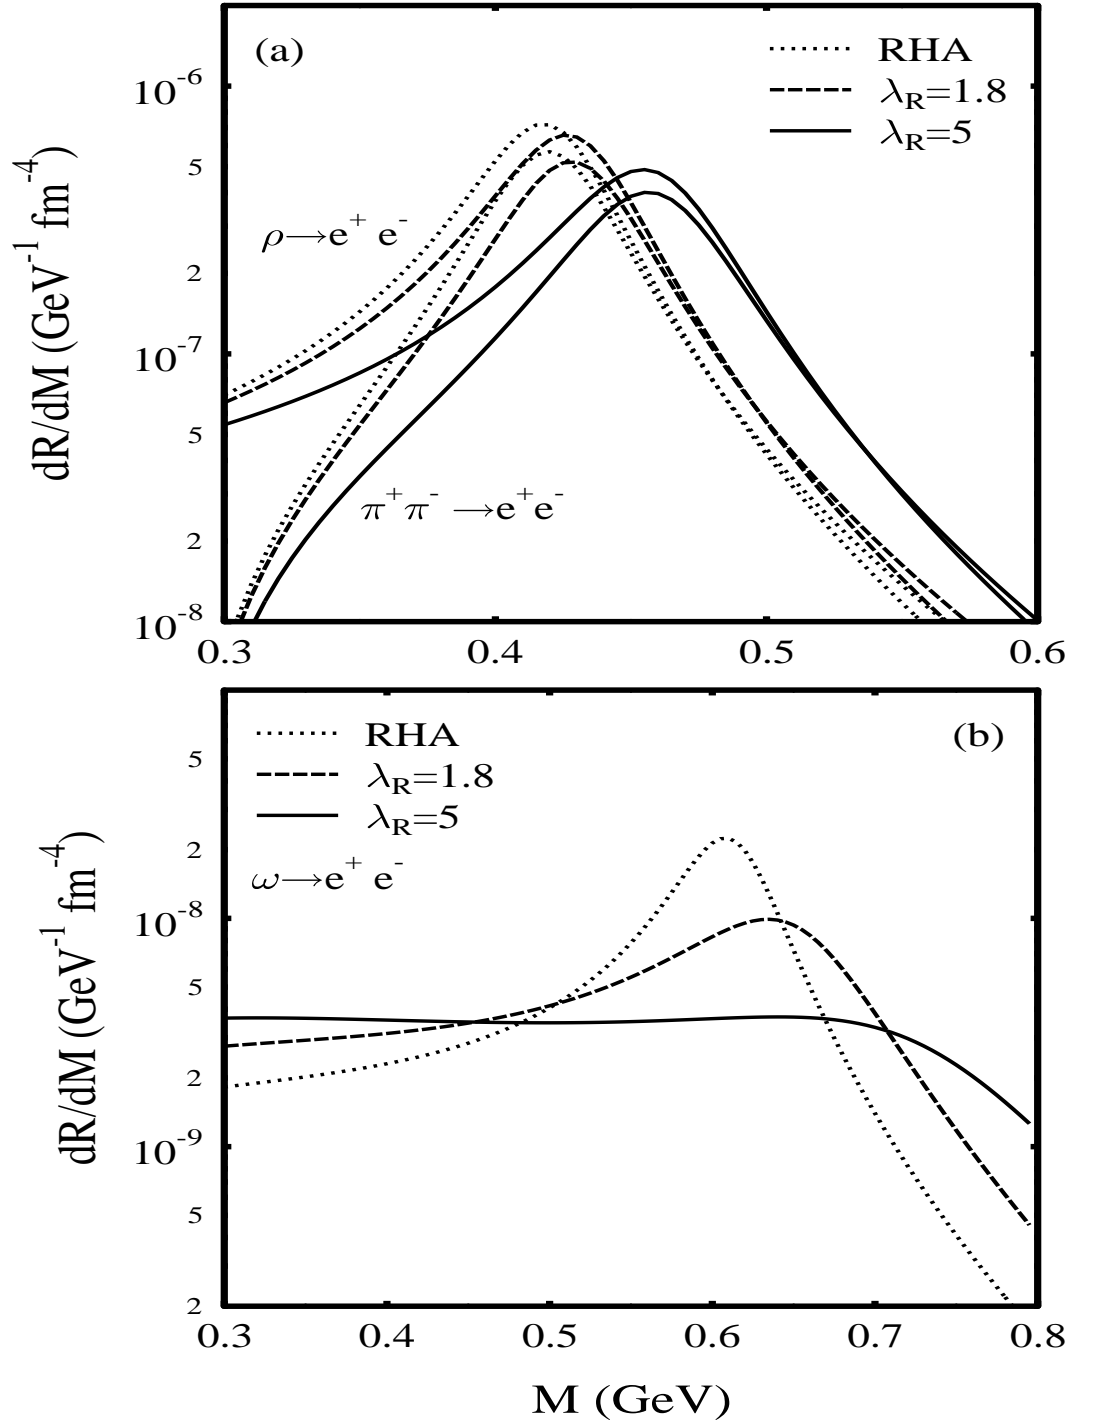 (a)
RHA
λR=1.8
λR=5
10-6
5
ρ→e+ e-
2
10-7
5
π+π- →e+e-
2
10-8
dR/dM (GeV-1 fm-4)
0.3 0.4 0.5 0.6
(b)
RHA
λR=1.8
λR=5
ω→e+ e-
5
2
10-8
5
2
10-9
5
2
dR/dM (GeV-1 fm-4)
0.3 0.4 0.5 0.6 0.7 0.8
M (GeV)